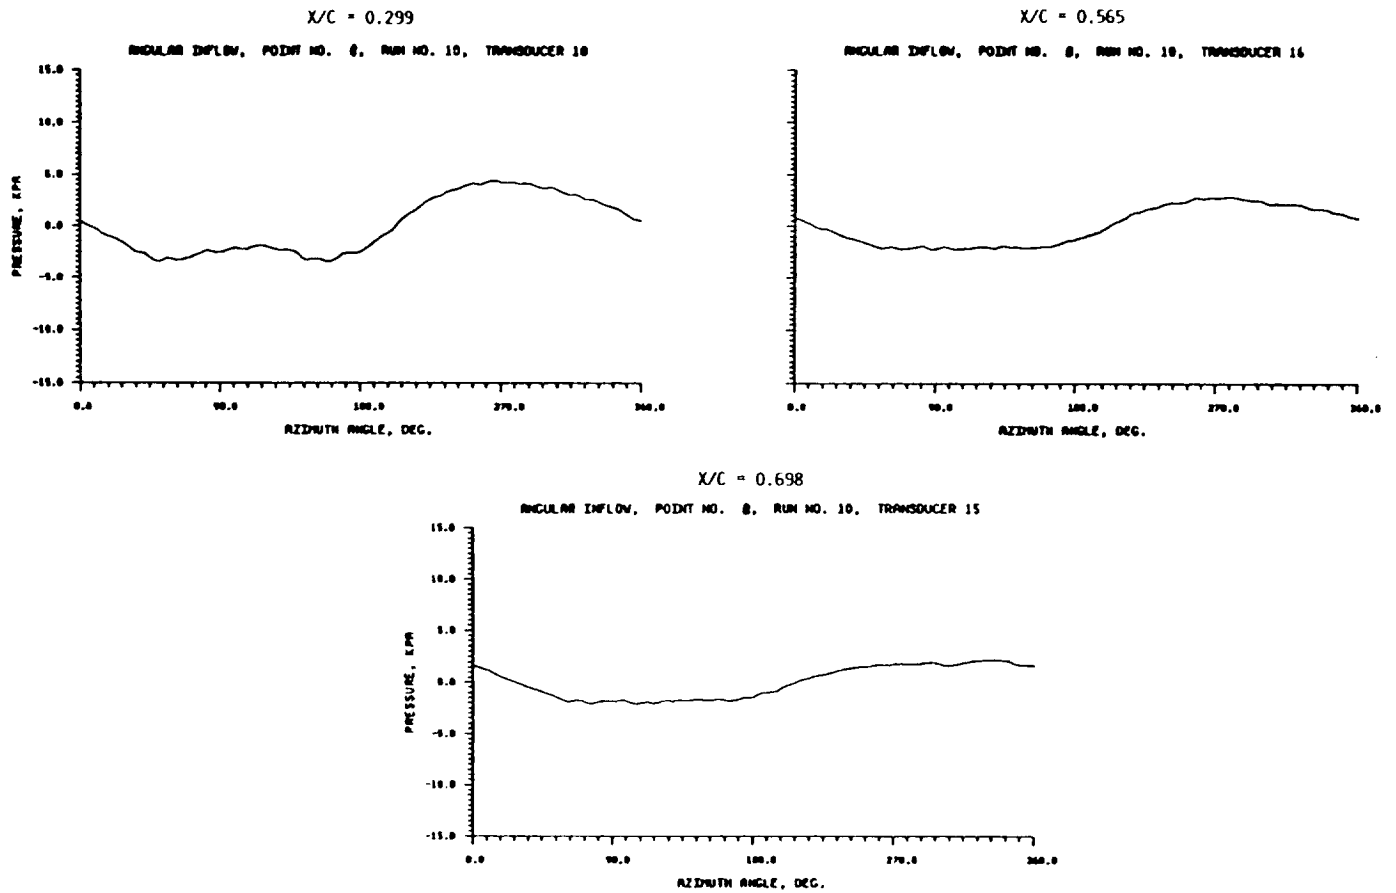 X/C = 0.299
ANGULAR INFLOW, POINT NO. 8, RUN NO. 10, TRANSDUCER 10
15.0
10.0
5.0
0.0
-5.0
-10.0
-15.0
PRESSURE, KPA
0.0 90.0 180.0 270.0 360.0
AZIMUTH ANGLE, DEG.
X/C = 0.565
ANGULAR INFLOW, POINT NO. 8, RUN NO. 10, TRANSDUCER 16
0.0 90.0 180.0 270.0 360.0
AZIMUTH ANGLE, DEG.
X/C = 0.698
ANGULAR INFLOW, POINT NO. 8, RUN NO. 10, TRANSDUCER 15
15.0
10.0
5.0
0.0
-5.0
-10.0
-15.0
PRESSURE, KPA
0.0 90.0 180.0 270.0 360.0
AZIMUTH ANGLE, DEG.